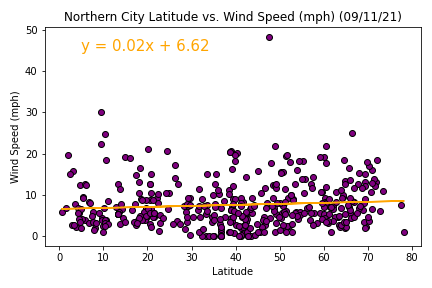 Northern City Latitude vs. Wind Speed (mph) (09/11/21)
y = 0.02x + 6.62
50
40
30
20
10
0
Wind Speed (mph)
0 10 20 30 40 50 60 70 80
Latitude